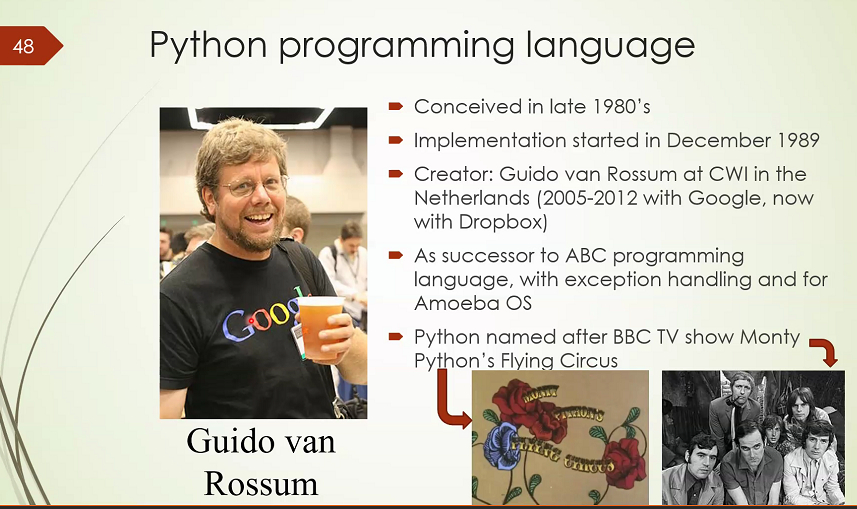 48
Python programming language
Conceived in late 1980's
Implementation started in December 1989
Creator: Guido van Rossum at CWI in the
Netherlands (2005-2012 with Google, now
with Dropbox)
As successor to ABC programming
language, with exception handling and for
Amoeba OS
Python named after BBC TV show Monty
Python's Flying Circus
Google
Guido van
Rossum
MONTY
PYTHON'S
FLYING CIRCUS